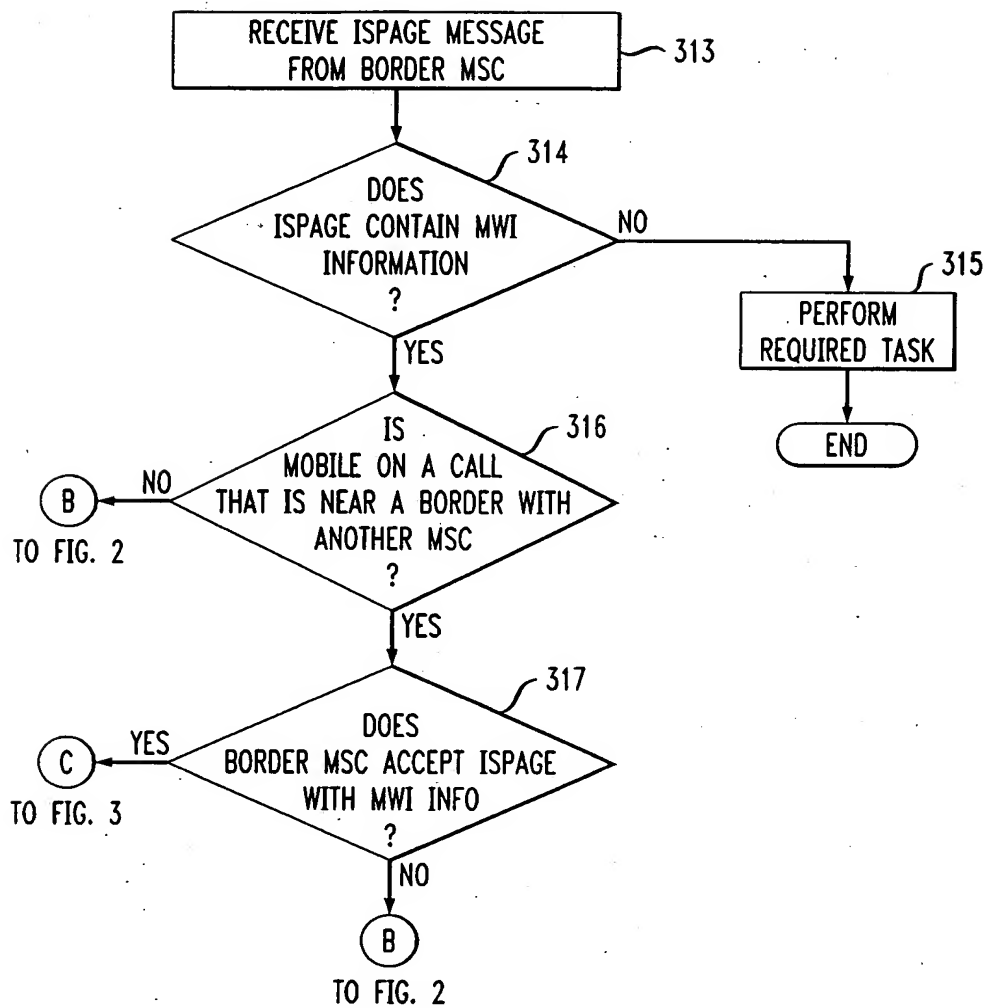 RECEIVE ISPAGE MESSAGE
FROM BORDER MSC
313
314
DOES
ISPAGE CONTAIN MWI
INFORMATION
?
NO
315
PERFORM
REQUIRED TASK
END
YES
316
IS
MOBILE ON A CALL
THAT IS NEAR A BORDER WITH
ANOTHER MSC
?
NO
B
TO FIG. 2
YES
317
DOES
BORDER MSC ACCEPT ISPAGE
WITH MWI INFO
?
YES
C
TO FIG. 3
NO
B
TO FIG. 2